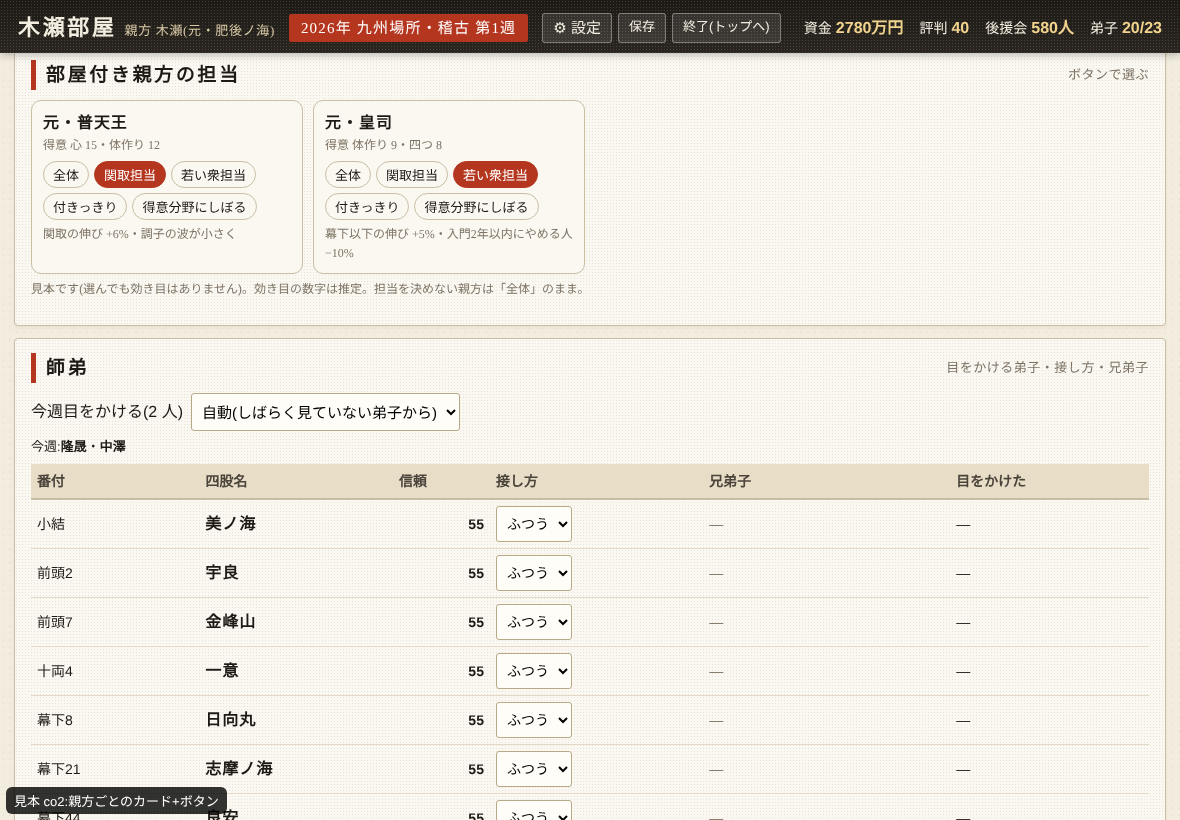 木瀬部屋 親方 木瀬(元・肥後ノ海) 2026年 九州場所・稽古 第1週 ⚙ 設定 保存 終了(トップへ) 資金 2780万円 評判 40 後援会 580人 弟子 20/23
部屋付き親方の担当 ボタンで選ぶ
元・普天王
得意 心 15・体作り 12
全体 関取担当 若い衆担当
付きっきり 得意分野にしぼる
関取の伸び +6%・調子の波が小さく
元・皇司
得意 体作り 9・四つ 8
全体 関取担当 若い衆担当
付きっきり 得意分野にしぼる
幕下以下の伸び +5%・入門2年以内にやめる人
−10%
見本です(選んでも効き目はありません)。効き目の数字は推定。担当を決めない親方は「全体」のまま。
師弟 目をかける弟子・接し方・兄弟子
今週目をかける(2 人) 自動(しばらく見ていない弟子から)
今週:隆晟・中澤
番付 四股名 信頼 接し方 兄弟子 目をかけた
小結 美ノ海 55 ふつう — —
前頭2 宇良 55 ふつう — —
前頭7 金峰山 55 ふつう — —
十両4 一意 55 ふつう — —
幕下8 日向丸 55 ふつう — —
幕下21 志摩ノ海 55 ふつう — —
幕下44 55 ふつう — —
見本 co2:親方ごとのカード+ボタン